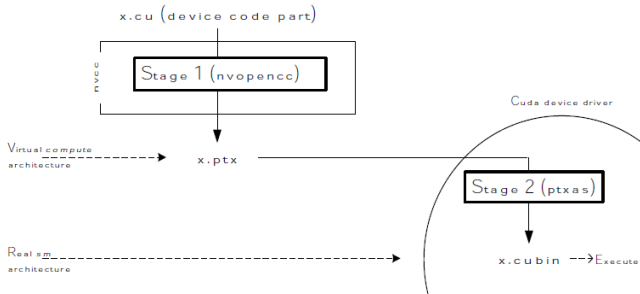 x.cu (device code part)
nvcc
Stage 1 (nvopencc)
Cuda device driver
Virtual compute
architecture
x.ptx
Stage 2 (ptxas)
Real sm
architecture
x.cubin
Execute